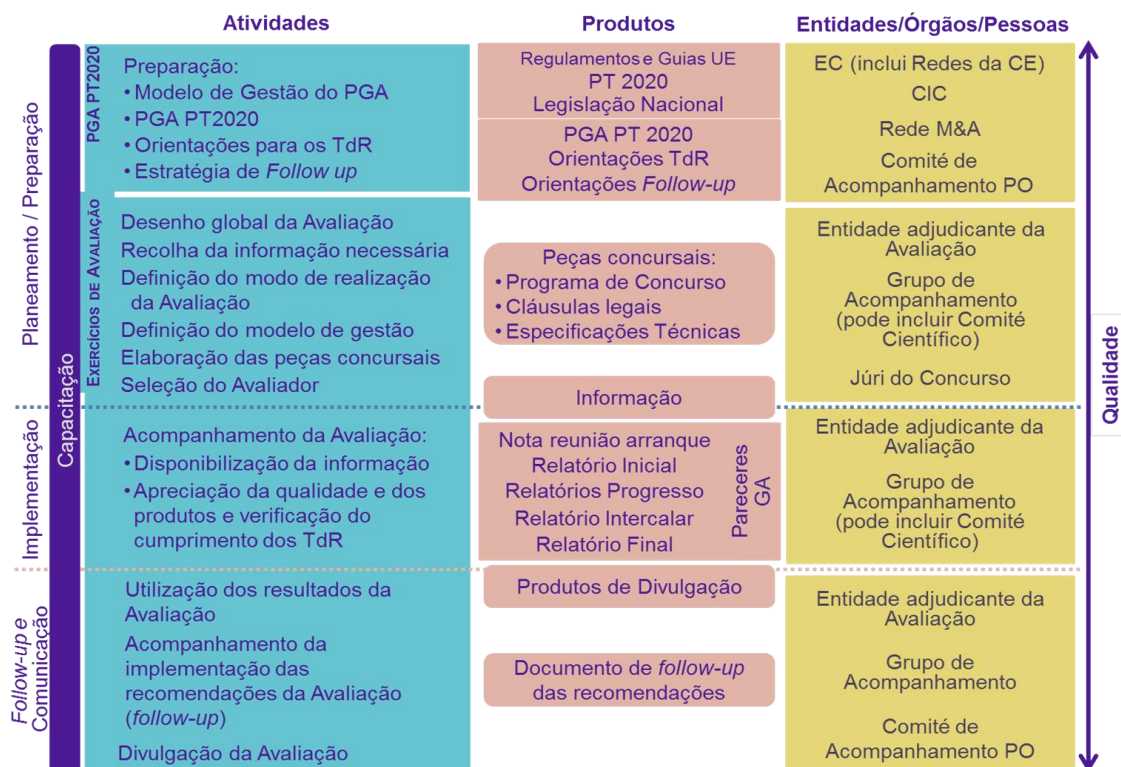 Atividades
Produtos
Entidades/Órgãos/Pessoas
Planeamento / Preparação
Capacitação
PGA PT2020
Preparação:
• Modelo de Gestão do PGA
• PGA PT2020
• Orientações para os TdR
• Estratégia de Follow up
Regulamentos e Guias UE
PT 2020
Legislação Nacional
PGA PT 2020
Orientações TdR
Orientações Follow-up
EC (inclui Redes da CE)
CIC
Rede M&A
Comité de
Acompanhamento PO
EXERCÍCIOS DE AVALIAÇÃO
Desenho global da Avaliação
Recolha da informação necessária
Definição do modo de realização
da Avaliação
Definição do modelo de gestão
Elaboração das peças concursais
Seleção do Avaliador
Peças concursais:
• Programa de Concurso
• Cláusulas legais
• Especificações Técnicas
Informação
Entidade adjudicante da
Avaliação
Grupo de
Acompanhamento
(pode incluir Comité
Científico)
Júri do Concurso
Qualidade
Implementação
Acompanhamento da Avaliação:
• Disponibilização da informação
• Apreciação da qualidade e dos
produtos e verificação do
cumprimento dos TdR
Nota reunião arranque
Relatório Inicial
Relatórios Progresso
Relatório Intercalar
Relatório Final
Pareceres
GA
Entidade adjudicante da
Avaliação
Grupo de
Acompanhamento
(pode incluir Comité
Científico)
Follow-up e
Comunicação
Utilização dos resultados da
Avaliação
Acompanhamento da
implementação das
recomendações da Avaliação
(follow-up)
Divulgação da Avaliação
Produtos de Divulgação
Documento de follow-up
das recomendações
Entidade adjudicante da
Avaliação
Grupo de
Acompanhamento
Comité de
Acompanhamento PO